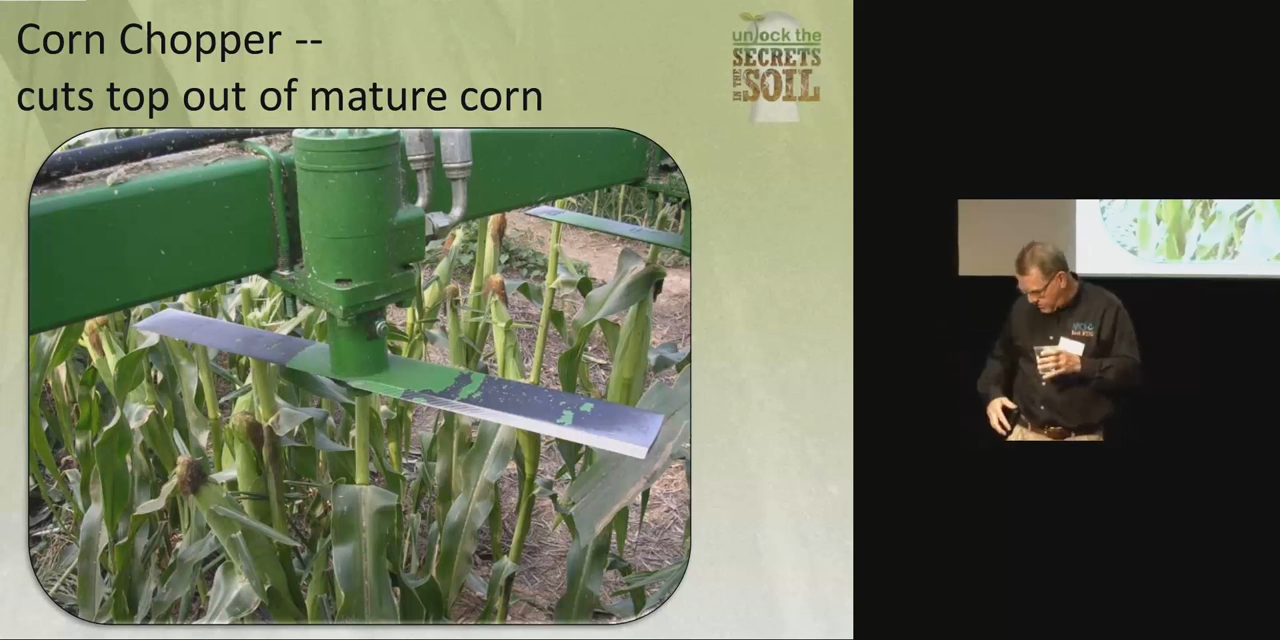 Corn Chopper --
cuts top out of mature corn
unlock the
SECRETS
IN THE
SOIL